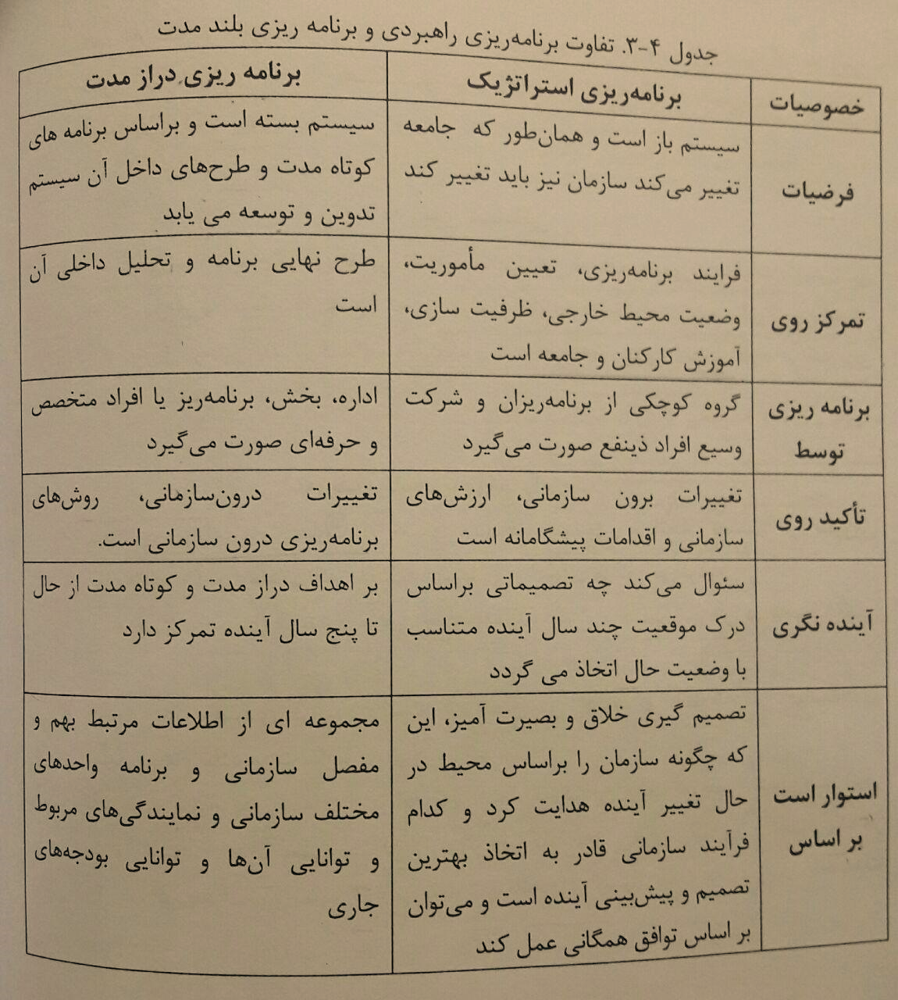 جدول ۴-۳. تفاوت برنامه‌ریزی راهبردی و برنامه ریزی بلند مدت
خصوصیات
برنامه‌ریزی استراتژیک
برنامه ریزی دراز مدت
فرضیات
سیستم باز است و همان‌طور که جامعه
تغییر می‌کند سازمان نیز باید تغییر کند
سیستم بسته است و براساس برنامه های
کوتاه مدت و طرح‌های داخل آن سیستم
تدوین و توسعه می یابد
تمرکز روی
فرایند برنامه‌ریزی، تعیین مأموریت،
وضعیت محیط خارجی، ظرفیت سازی،
آموزش کارکنان و جامعه است
طرح نهایی برنامه و تحلیل داخلی آن
است
برنامه ریزی
توسط
گروه کوچکی از برنامه‌ریزان و شرکت
وسیع افراد ذینفع صورت می‌گیرد
اداره، بخش، برنامه‌ریز یا افراد متخصص
و حرفه‌ای صورت می‌گیرد
تأکید روی
تغییرات برون سازمانی، ارزش‌های
سازمانی و اقدامات پیشگامانه است
تغییرات درون‌سازمانی، روش‌های
برنامه‌ریزی درون سازمانی است.
آینده نگری
سئوال می‌کند چه تصمیماتی براساس
درک موقعیت چند سال آینده متناسب
با وضعیت حال اتخاذ می گردد
بر اهداف دراز مدت و کوتاه مدت از حال
تا پنج سال آینده تمرکز دارد
استوار است
بر اساس
تصمیم گیری خلاق و بصیرت آمیز، این
که چگونه سازمان را براساس محیط در
حال تغییر آینده هدایت کرد و کدام
فرآیند سازمانی قادر به اتخاذ بهترین
تصمیم و پیش‌بینی آینده است و می‌توان
بر اساس توافق همگانی عمل کند
مجموعه ای از اطلاعات مرتبط بهم و
مفصل سازمانی و برنامه واحدهای
مختلف سازمانی و نمایندگی‌های مربوط
و توانایی آن‌ها و توانایی بودجه‌های
جاری